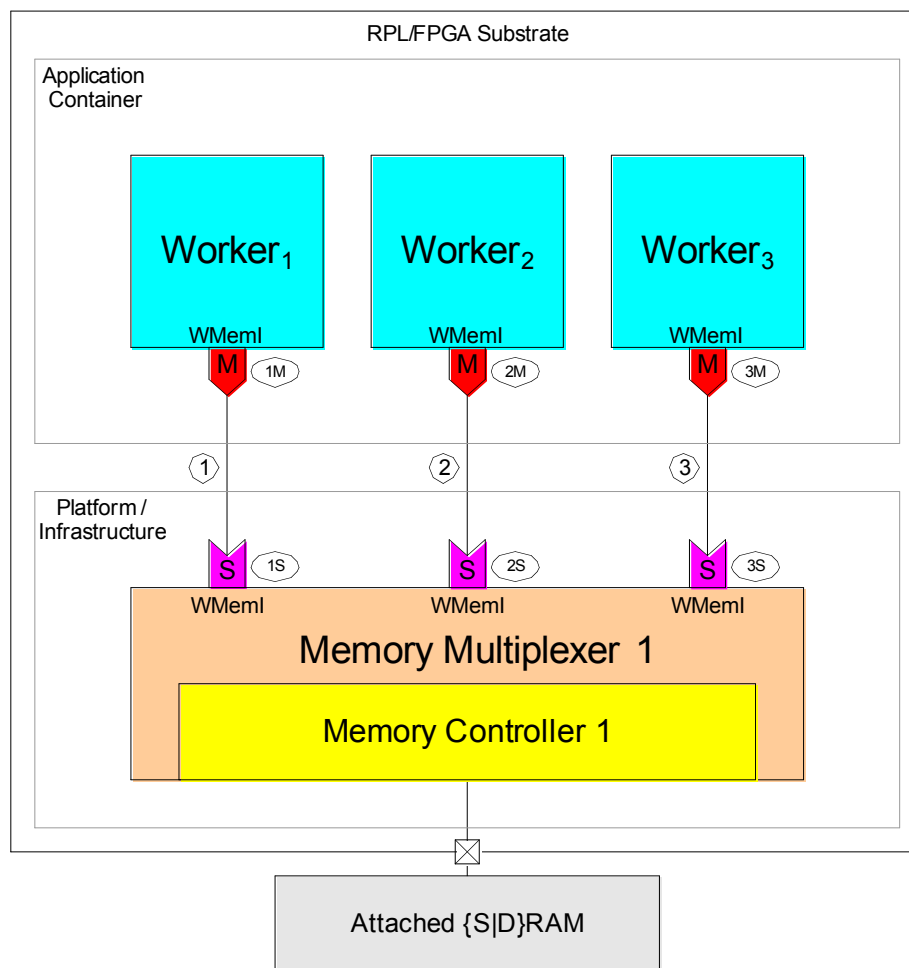 RPL/FPGA Substrate
Application
Container
Worker1 Worker2 Worker3
WMemI WMemI WMemI
M 1M M 2M M 3M
1 2 3
Platform /
Infrastructure
S 1S S 2S S 3S
WMemI WMemI WMemI
Memory Multiplexer 1
Memory Controller 1
Attached {S|D}RAM